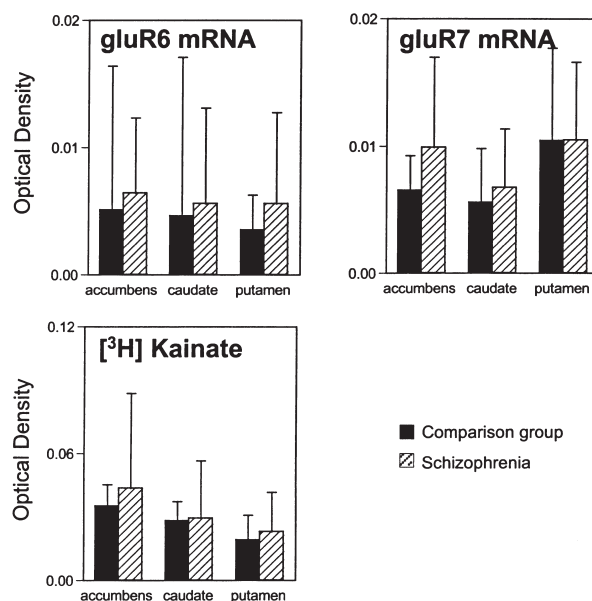 0.02
gluR6 mRNA
0.01
0.00
Optical Density
accumbens caudate putamen
0.02
gluR7 mRNA
0.01
0.00
accumbens caudate putamen
0.12
[³H] Kainate
0.06
0.00
Optical Density
accumbens caudate putamen
Comparison group
Schizophrenia